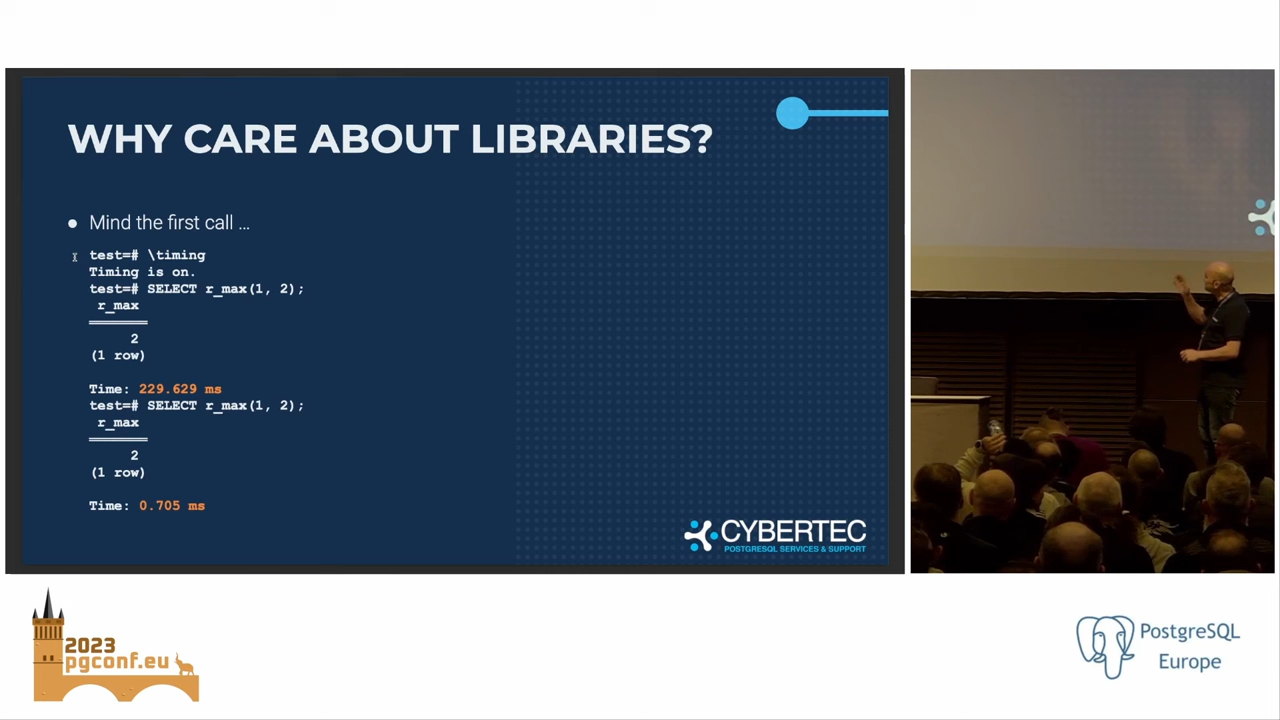 WHY CARE ABOUT LIBRARIES?
● Mind the first call ...
test=# \timing
Timing is on.
test=# SELECT r_max(1, 2);
r_max
2
(1 row)
Time: 229.629 ms
test=# SELECT r_max(1, 2);
r_max
2
(1 row)
Time: 0.705 ms
CYBERTEC
POSTGRESQL SERVICES & SUPPORT
2023
pgconf.eu
PostgreSQL
Europe